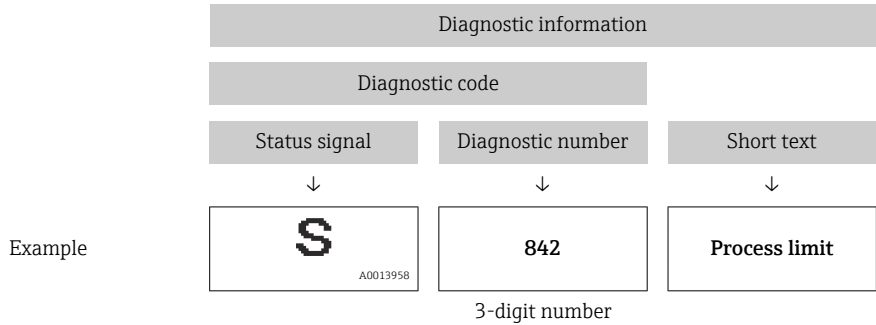 Diagnostic information
Diagnostic code
Status signal Diagnostic number Short text
↓ ↓ ↓
Example S 842 Process limit
A0013958
3-digit number